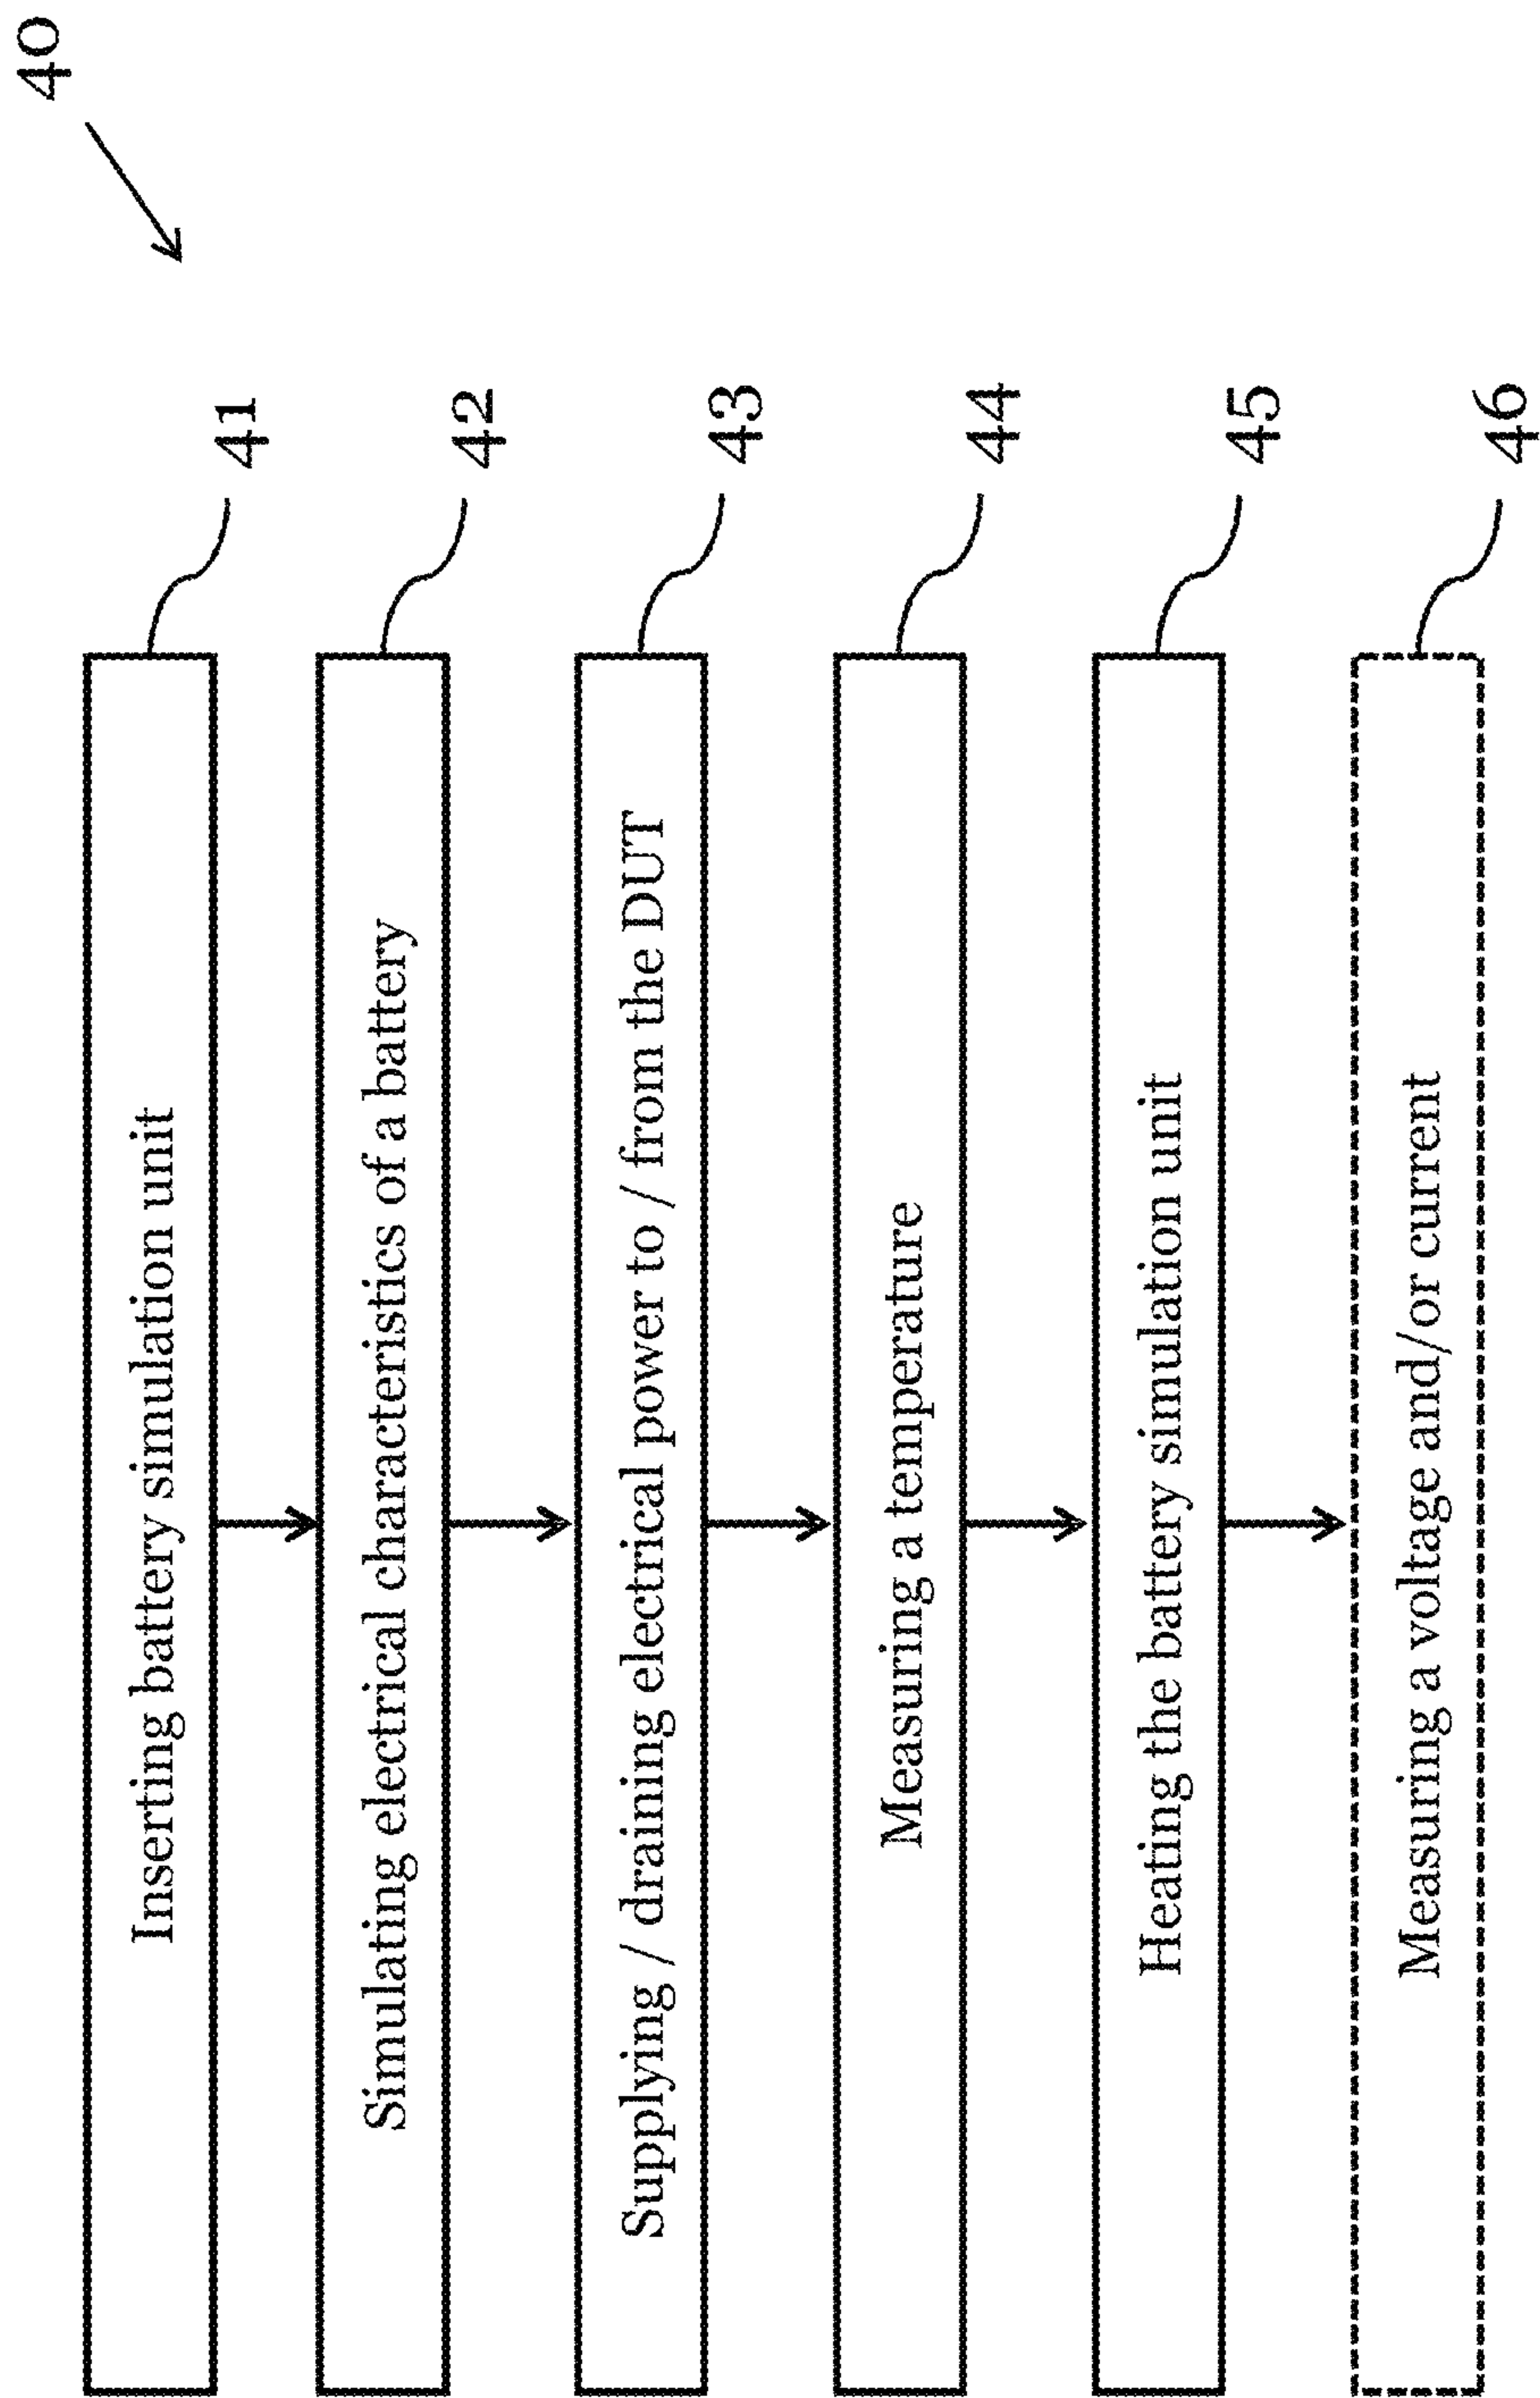 40
Inserting battery simulation unit
41
Simulating electrical characteristics of a battery
42
Supplying / draining electrical power to / from the DUT
43
Measuring a temperature
44
Heating the battery simulation unit
45
Measuring a voltage and/or current
46